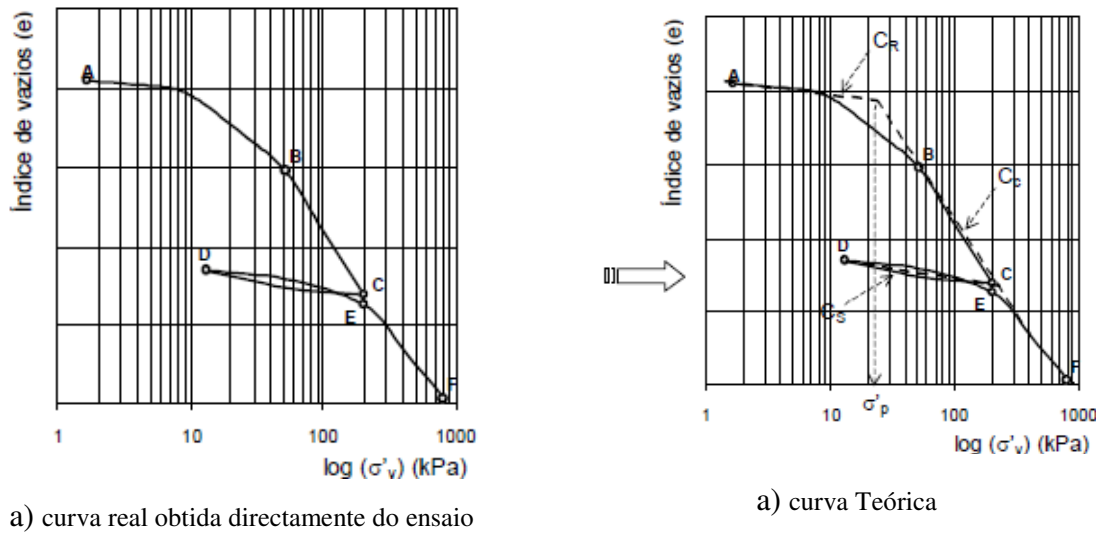 Índice de vazios (e)
A
B
C
D
E
F
1
10
100
1000
log (σ'v) (kPa)
a) curva real obtida directamente do ensaio
Índice de vazios (e)
A
CR
B
Cc
D
C
E
CS
F
σ'p
1
10
100
1000
log (σ'v) (kPa)
a) curva Teórica